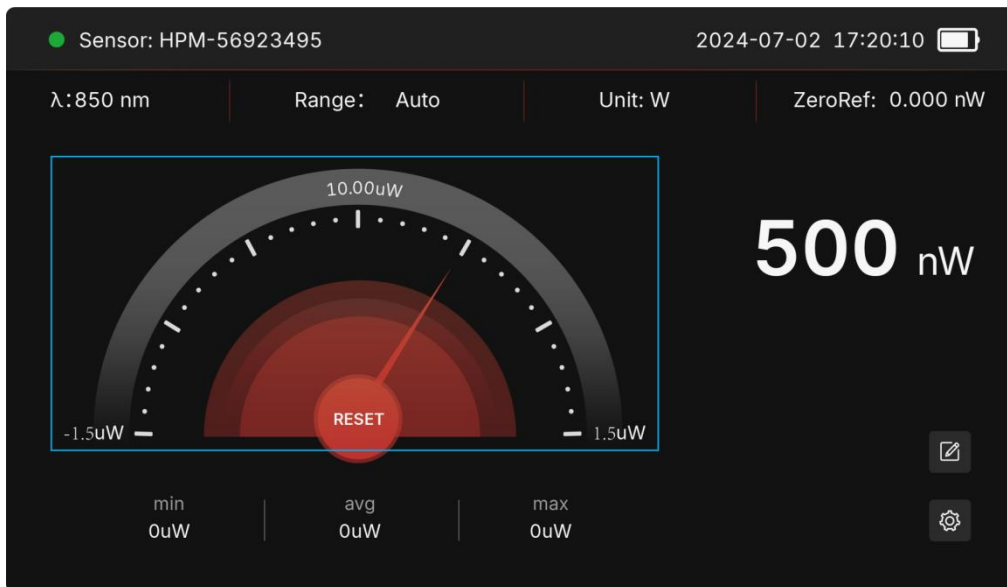 Sensor: HPM-56923495
2024-07-02 17:20:10
λ:850 nm
Range: Auto
Unit: W
ZeroRef: 0.000 nW
10.00uW
500 nW
RESET
-1.5uW
1.5uW
min
avg
max
0uW
0uW
0uW